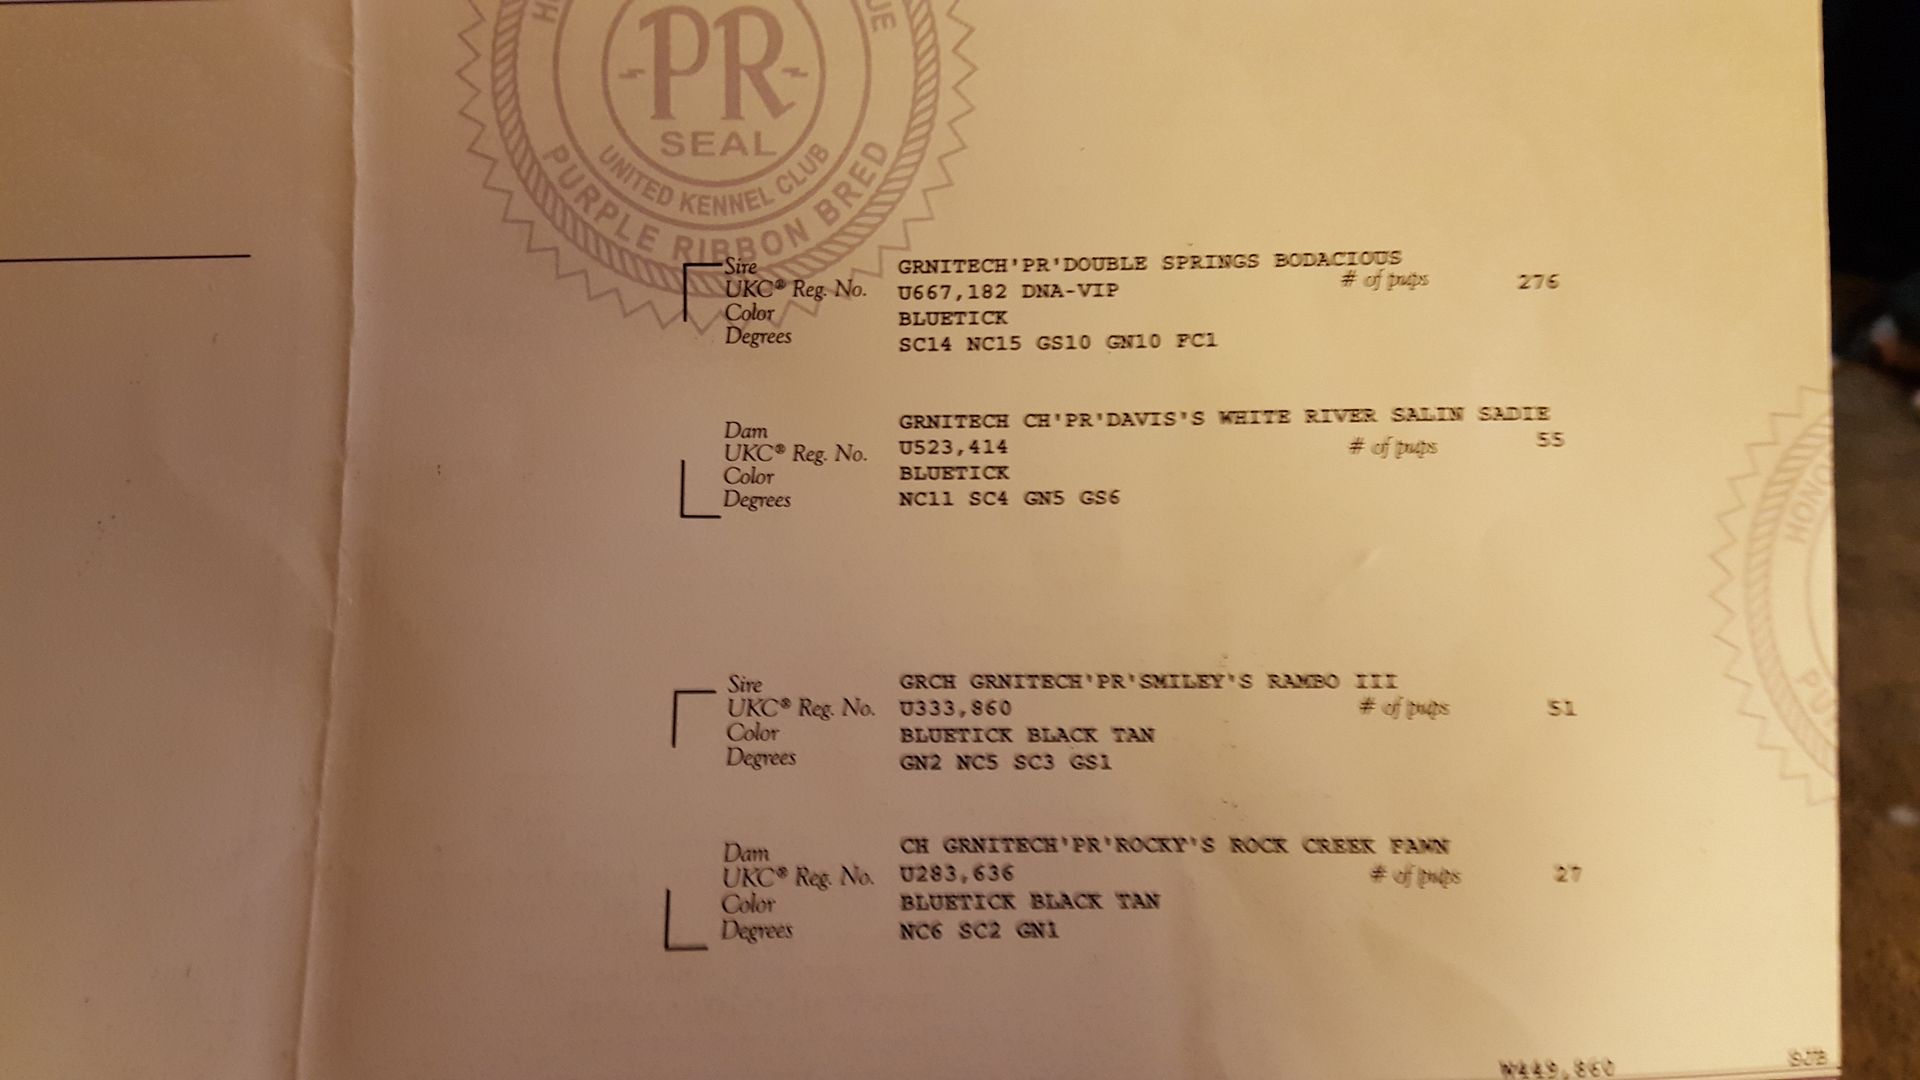 PR
SEAL
UNITED KENNEL CLUB
PURPLE RIBBON BRED
Sire GRNITECH'PR'DOUBLE SPRINGS BODACIOUS
UKC® Reg. No. U667,182 DNA-VIP # of pups 276
Color BLUETICK
Degrees SC14 NC15 GS10 GN10 FC1
Dam GRNITECH CH'PR'DAVIS'S WHITE RIVER SALIN SADIE
UKC® Reg. No. U523,414 # of pups 55
Color BLUETICK
Degrees NC11 SC4 GN5 GS6
Sire GRCH GRNITECH'PR'SMILEY'S RAMBO III
UKC® Reg. No. U333,860 # of pups 51
Color BLUETICK BLACK TAN
Degrees GN2 NC5 SC3 GS1
Dam CH GRNITECH'PR'ROCKY'S ROCK CREEK FAWN
UKC® Reg. No. U283,636 # of pups 27
Color BLUETICK BLACK TAN
Degrees NC6 SC2 GN1